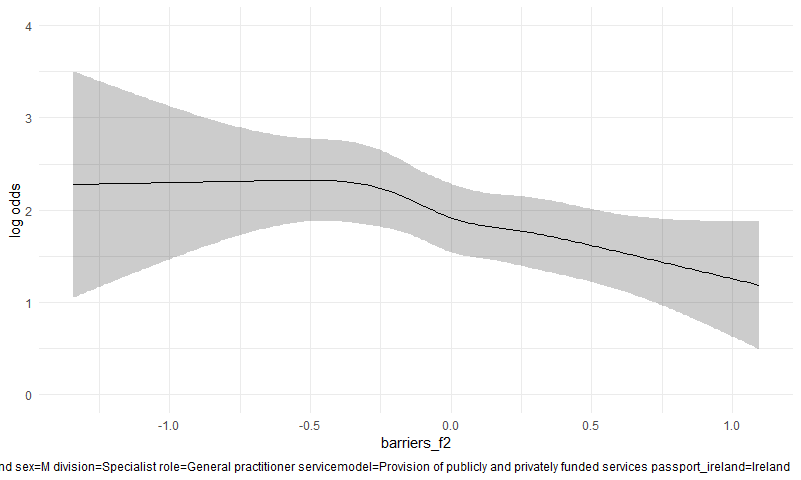 4
3
2
1
0
log odds
-1.0 -0.5 0.0 0.5 1.0
barriers_f2
nd sex=M division=Specialist role=General practitioner servicemodel=Provision of publicly and privately funded services passport_ireland=Ireland